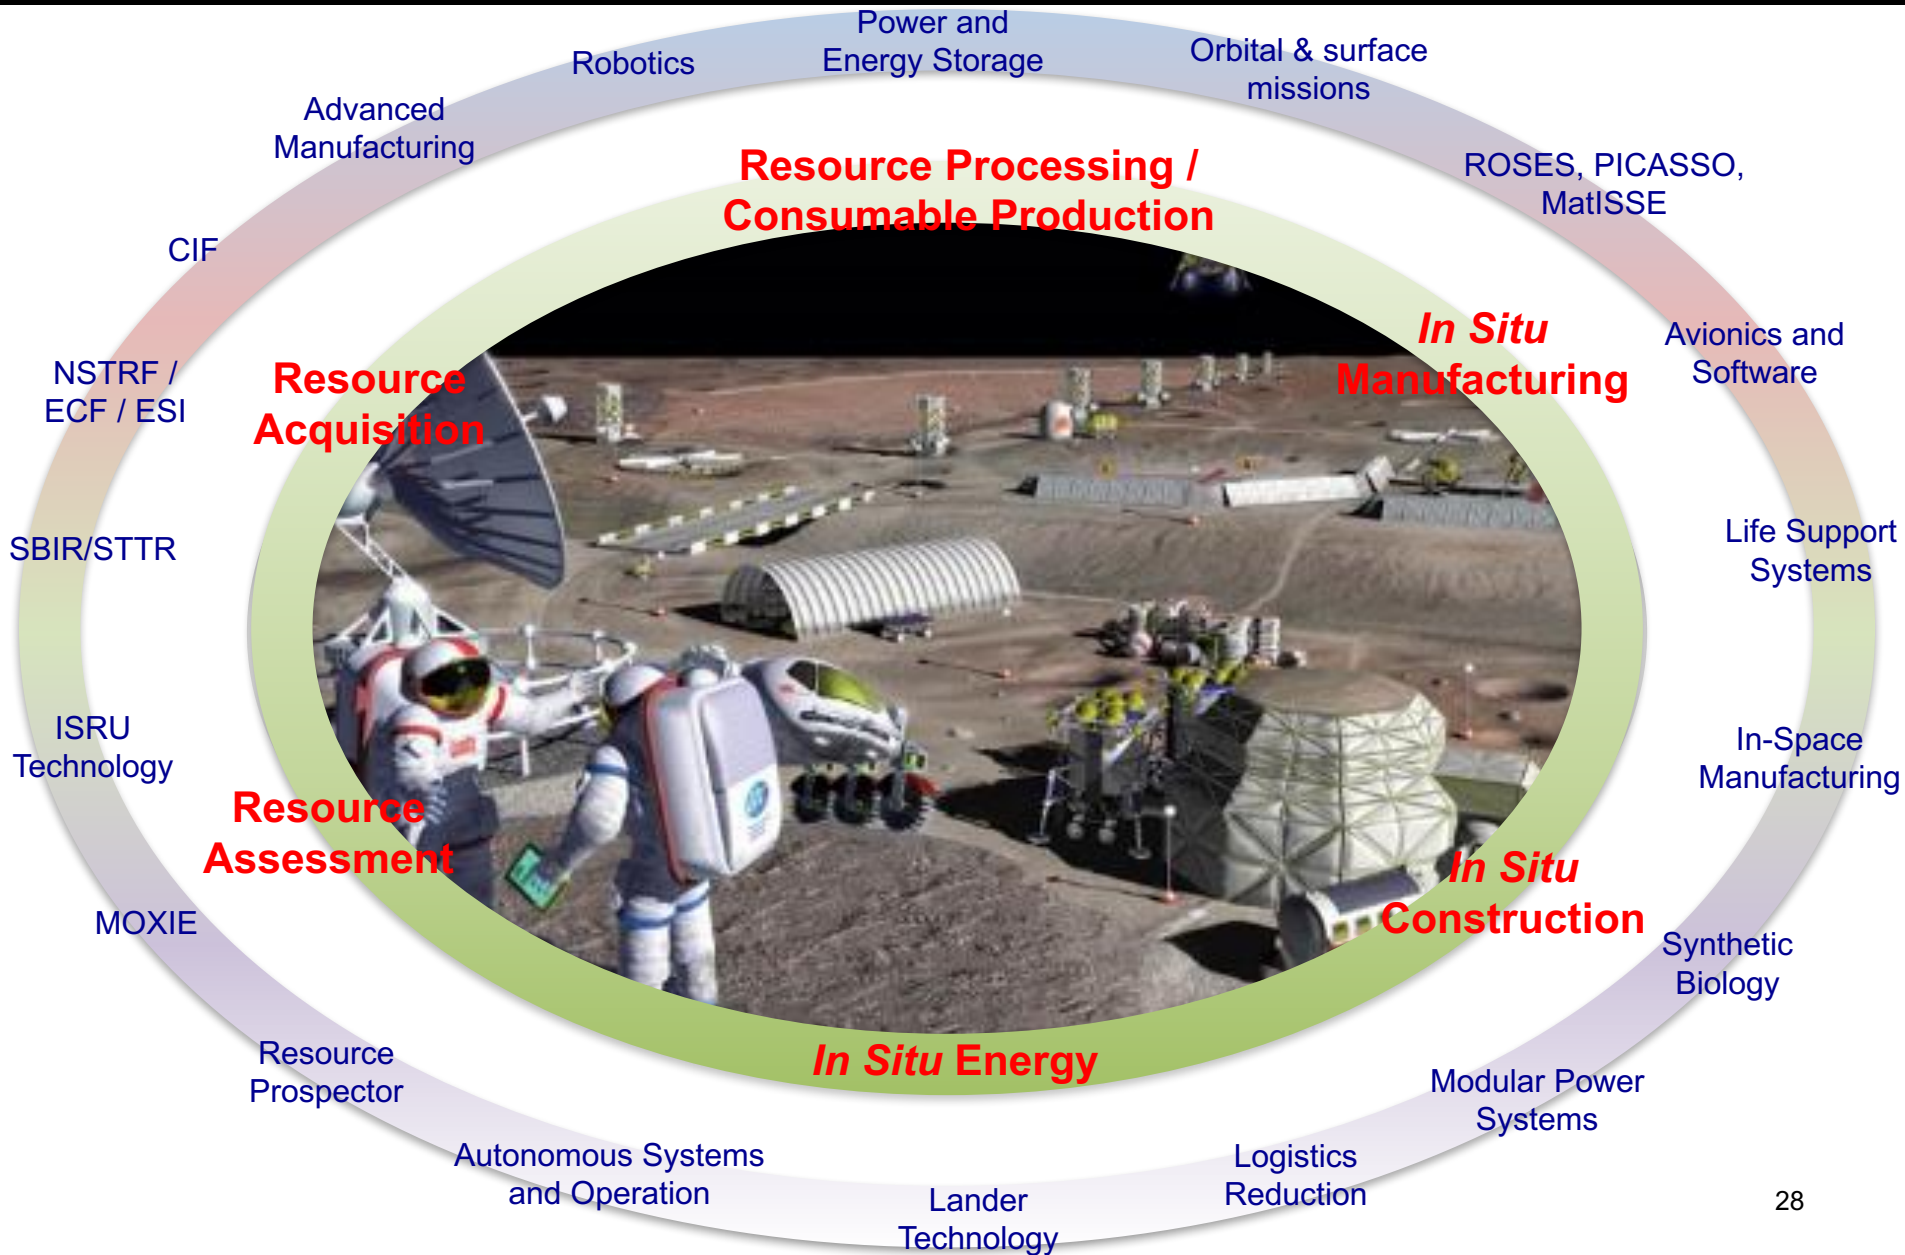 Power and
Energy Storage
Robotics
Orbital & surface
missions
Advanced
Manufacturing
ROSES, PICASSO,
MatISSE
Resource Processing /
Consumable Production
CIF
In Situ
Manufacturing
Avionics and
Software
NSTRF /
ECF / ESI
Resource
Acquisition
SBIR/STTR
Life Support
Systems
ISRU
Technology
In-Space
Manufacturing
Resource
Assessment
In Situ
Construction
MOXIE
Synthetic
Biology
Resource
Prospector
In Situ Energy
Modular Power
Systems
Autonomous Systems
and Operation
Logistics
Reduction
Lander
Technology
28